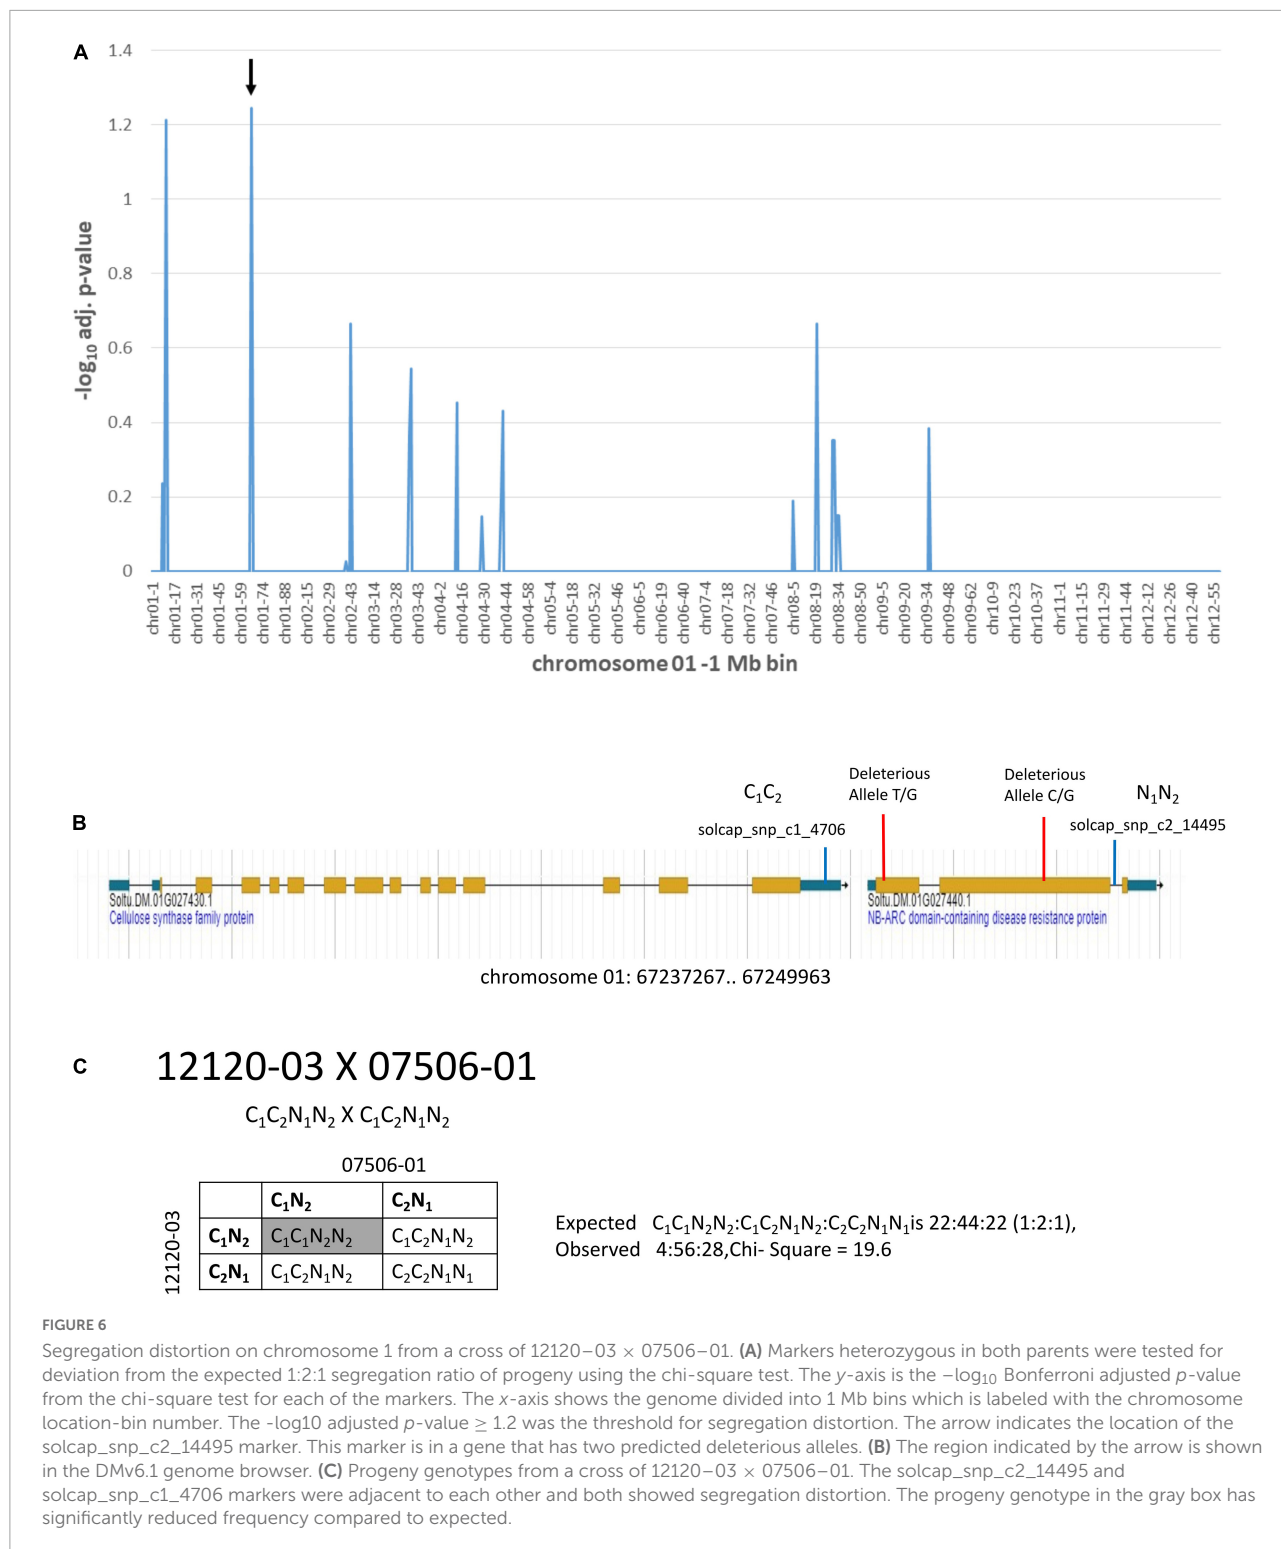 A
1.4
1.2
1
0.8
0.6
0.4
0.2
0
-log10 adj. p-value
chr01-1
chr01-17
chr01-31
chr01-45
chr01-59
chr01-74
chr01-88
chr02-15
chr02-29
chr02-43
chr03-14
chr03-28
chr03-43
chr04-2
chr04-16
chr04-30
chr04-44
chr04-58
chr05-4
chr05-18
chr05-32
chr05-46
chr06-5
chr06-19
chr06-40
chr07-4
chr07-18
chr07-32
chr07-46
chr08-5
chr08-19
chr08-34
chr08-50
chr09-5
chr09-20
chr09-34
chr09-48
chr09-62
chr10-9
chr10-23
chr10-37
chr11-1
chr11-15
chr11-29
chr11-44
chr12-12
chr12-26
chr12-40
chr12-55
chromosome 01 -1 Mb bin
B
C₁C₂
solcap_snp_c1_4706
Deleterious
Allele T/G
Deleterious
Allele C/G
N₁N₂
solcap_snp_c2_14495
Soltu.DM.01G027430.1
Cellulose synthase family protein
Soltu.DM.01G027440.1
NB-ARC domain-containing disease resistance protein
chromosome 01: 67237267.. 67249963
C
12120-03 X 07506-01
C₁C₂N₁N₂ X C₁C₂N₁N₂
07506-01
12120-03
C₁N₂ C₂N₁
C₁N₂ C₁C₁N₂N₂ C₁C₂N₁N₂
C₂N₁ C₁C₂N₁N₂ C₂C₂N₁N₁
Expected C₁C₁N₂N₂:C₁C₂N₁N₂:C₂C₂N₁N₁is 22:44:22 (1:2:1),
Observed 4:56:28,Chi- Square = 19.6
FIGURE 6
Segregation distortion on chromosome 1 from a cross of 12120–03 × 07506–01. (A) Markers heterozygous in both parents were tested for
deviation from the expected 1:2:1 segregation ratio of progeny using the chi-square test. The y-axis is the −log₁₀ Bonferroni adjusted p-value
from the chi-square test for each of the markers. The x-axis shows the genome divided into 1 Mb bins which is labeled with the chromosome
location-bin number. The -log10 adjusted p-value ≥ 1.2 was the threshold for segregation distortion. The arrow indicates the location of the
solcap_snp_c2_14495 marker. This marker is in a gene that has two predicted deleterious alleles. (B) The region indicated by the arrow is shown
in the DMv6.1 genome browser. (C) Progeny genotypes from a cross of 12120–03 × 07506–01. The solcap_snp_c2_14495 and
solcap_snp_c1_4706 markers were adjacent to each other and both showed segregation distortion. The progeny genotype in the gray box has
significantly reduced frequency compared to expected.